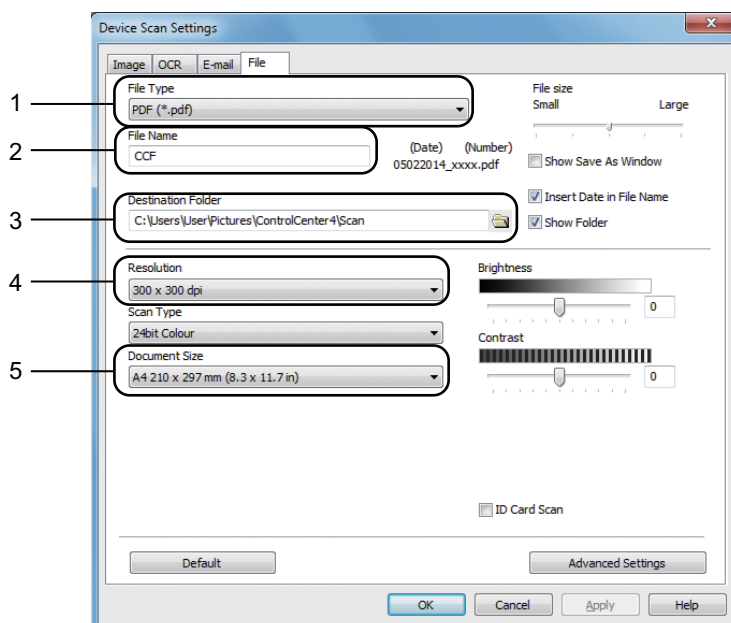 Device Scan Settings
Image OCR E-mail File
1
File Type
PDF (*.pdf)
File size
Small Large
2
File Name
CCF
(Date) (Number)
05022014_xxxx.pdf
Show Save As Window
Insert Date in File Name
3
Destination Folder
C:\Users\User\Pictures\ControlCenter4\Scan
Show Folder
4
Resolution
300 x 300 dpi
Scan Type
24bit Colour
5
Document Size
A4 210 x 297 mm (8.3 x 11.7 in)
Brightness
0
Contrast
0
ID Card Scan
Default
Advanced Settings
OK Cancel Apply Help